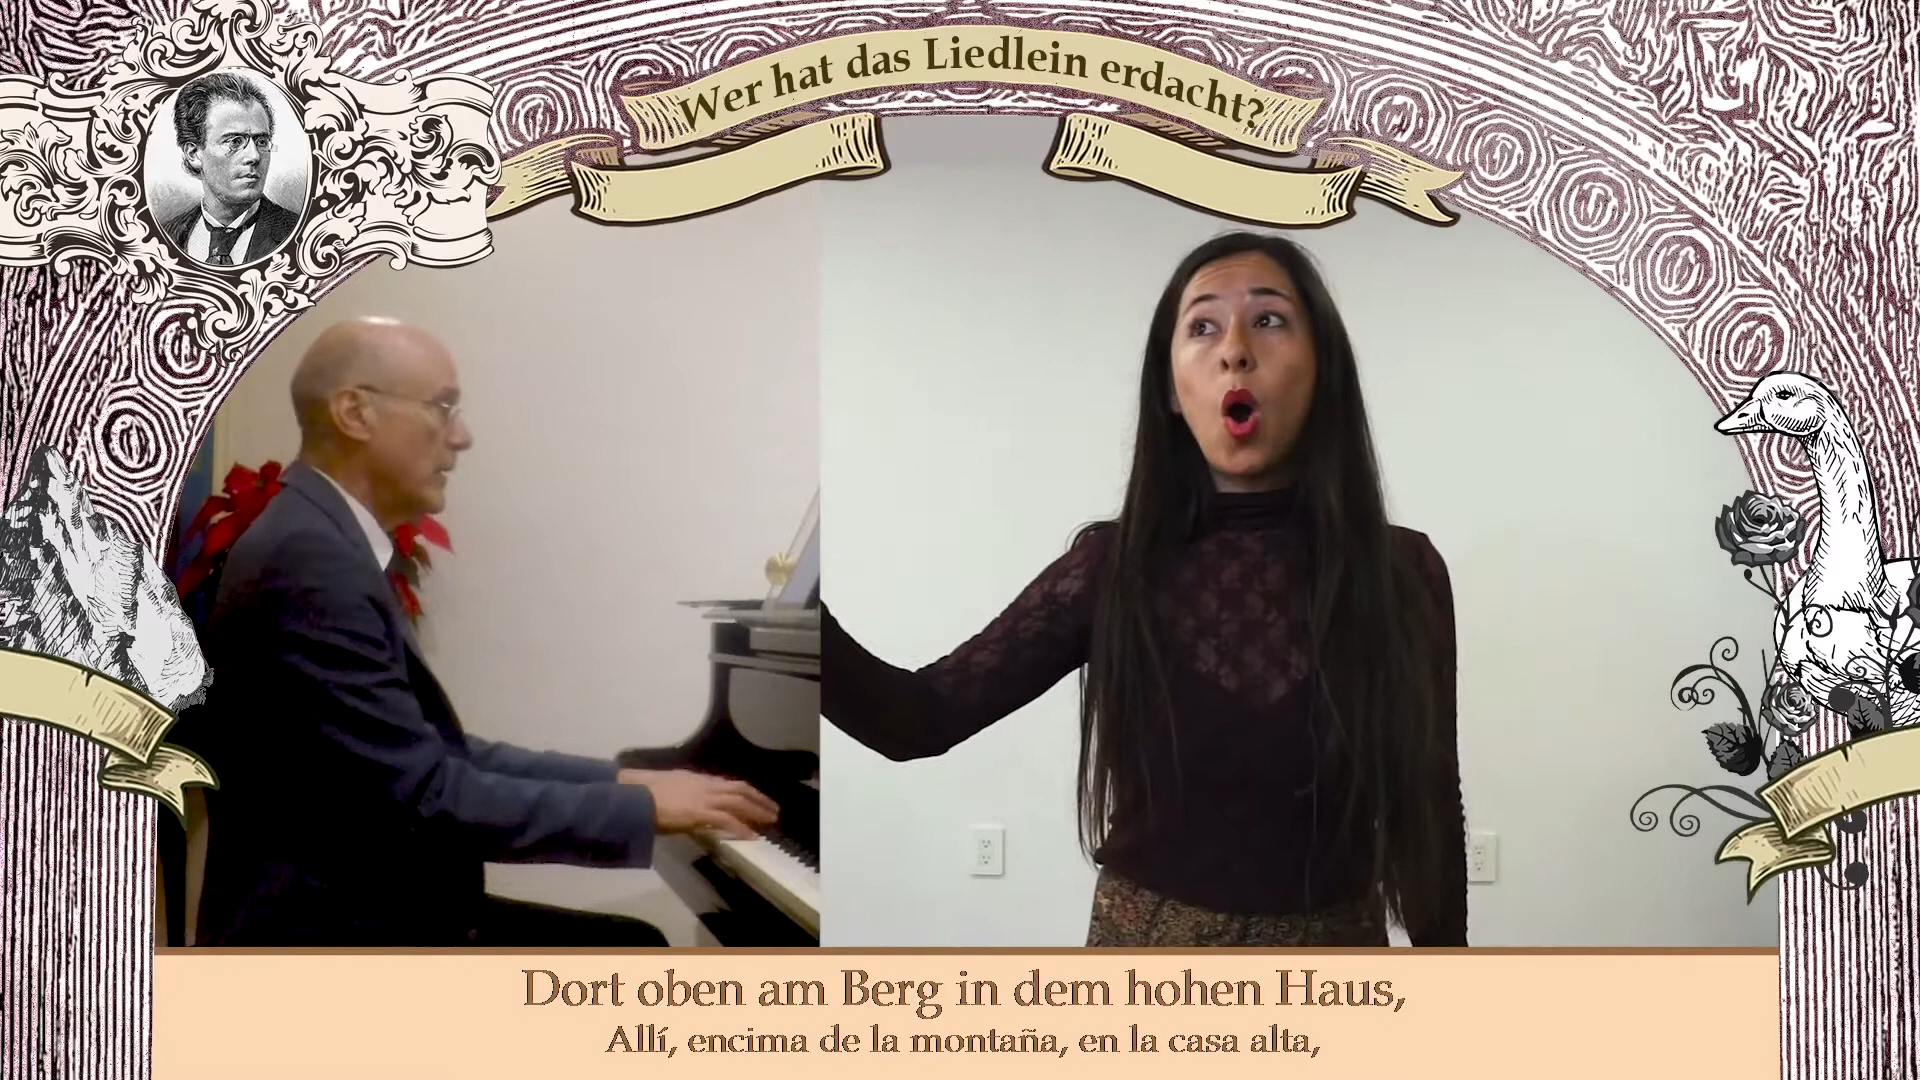 Wer hat das Liedlein erdacht?
Dort oben am Berg in dem hohen Haus,
Allí, encima de la montaña, en la casa alta,